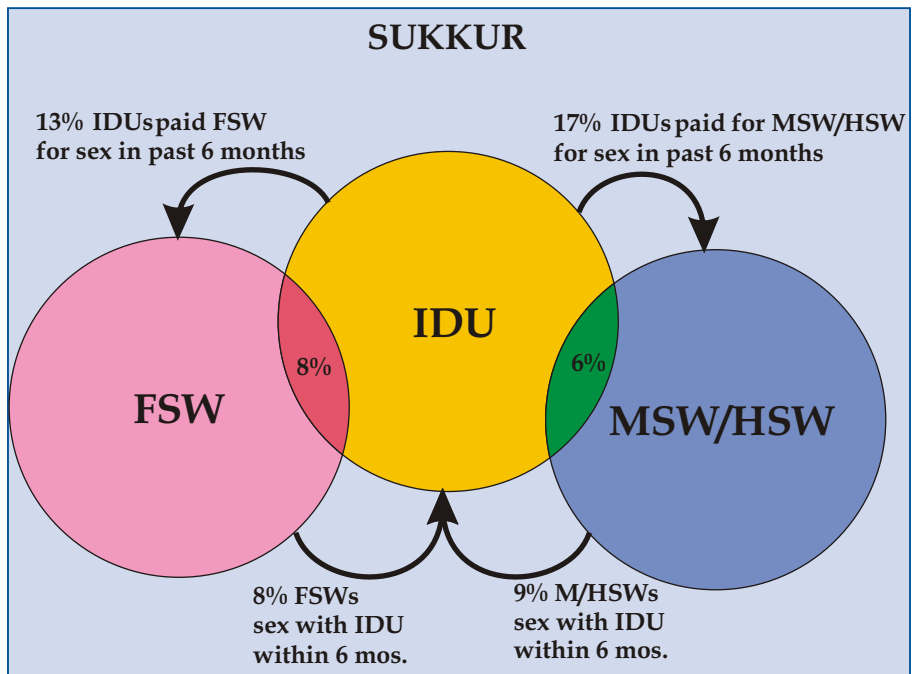 SUKKUR
13% IDUs paid FSW
for sex in past 6 months
17% IDUs paid for MSW/HSW
for sex in past 6 months
IDU
8%
6%
FSW
MSW/HSW
8% FSWs
sex with IDU
within 6 mos.
9% M/HSWs
sex with IDU
within 6 mos.